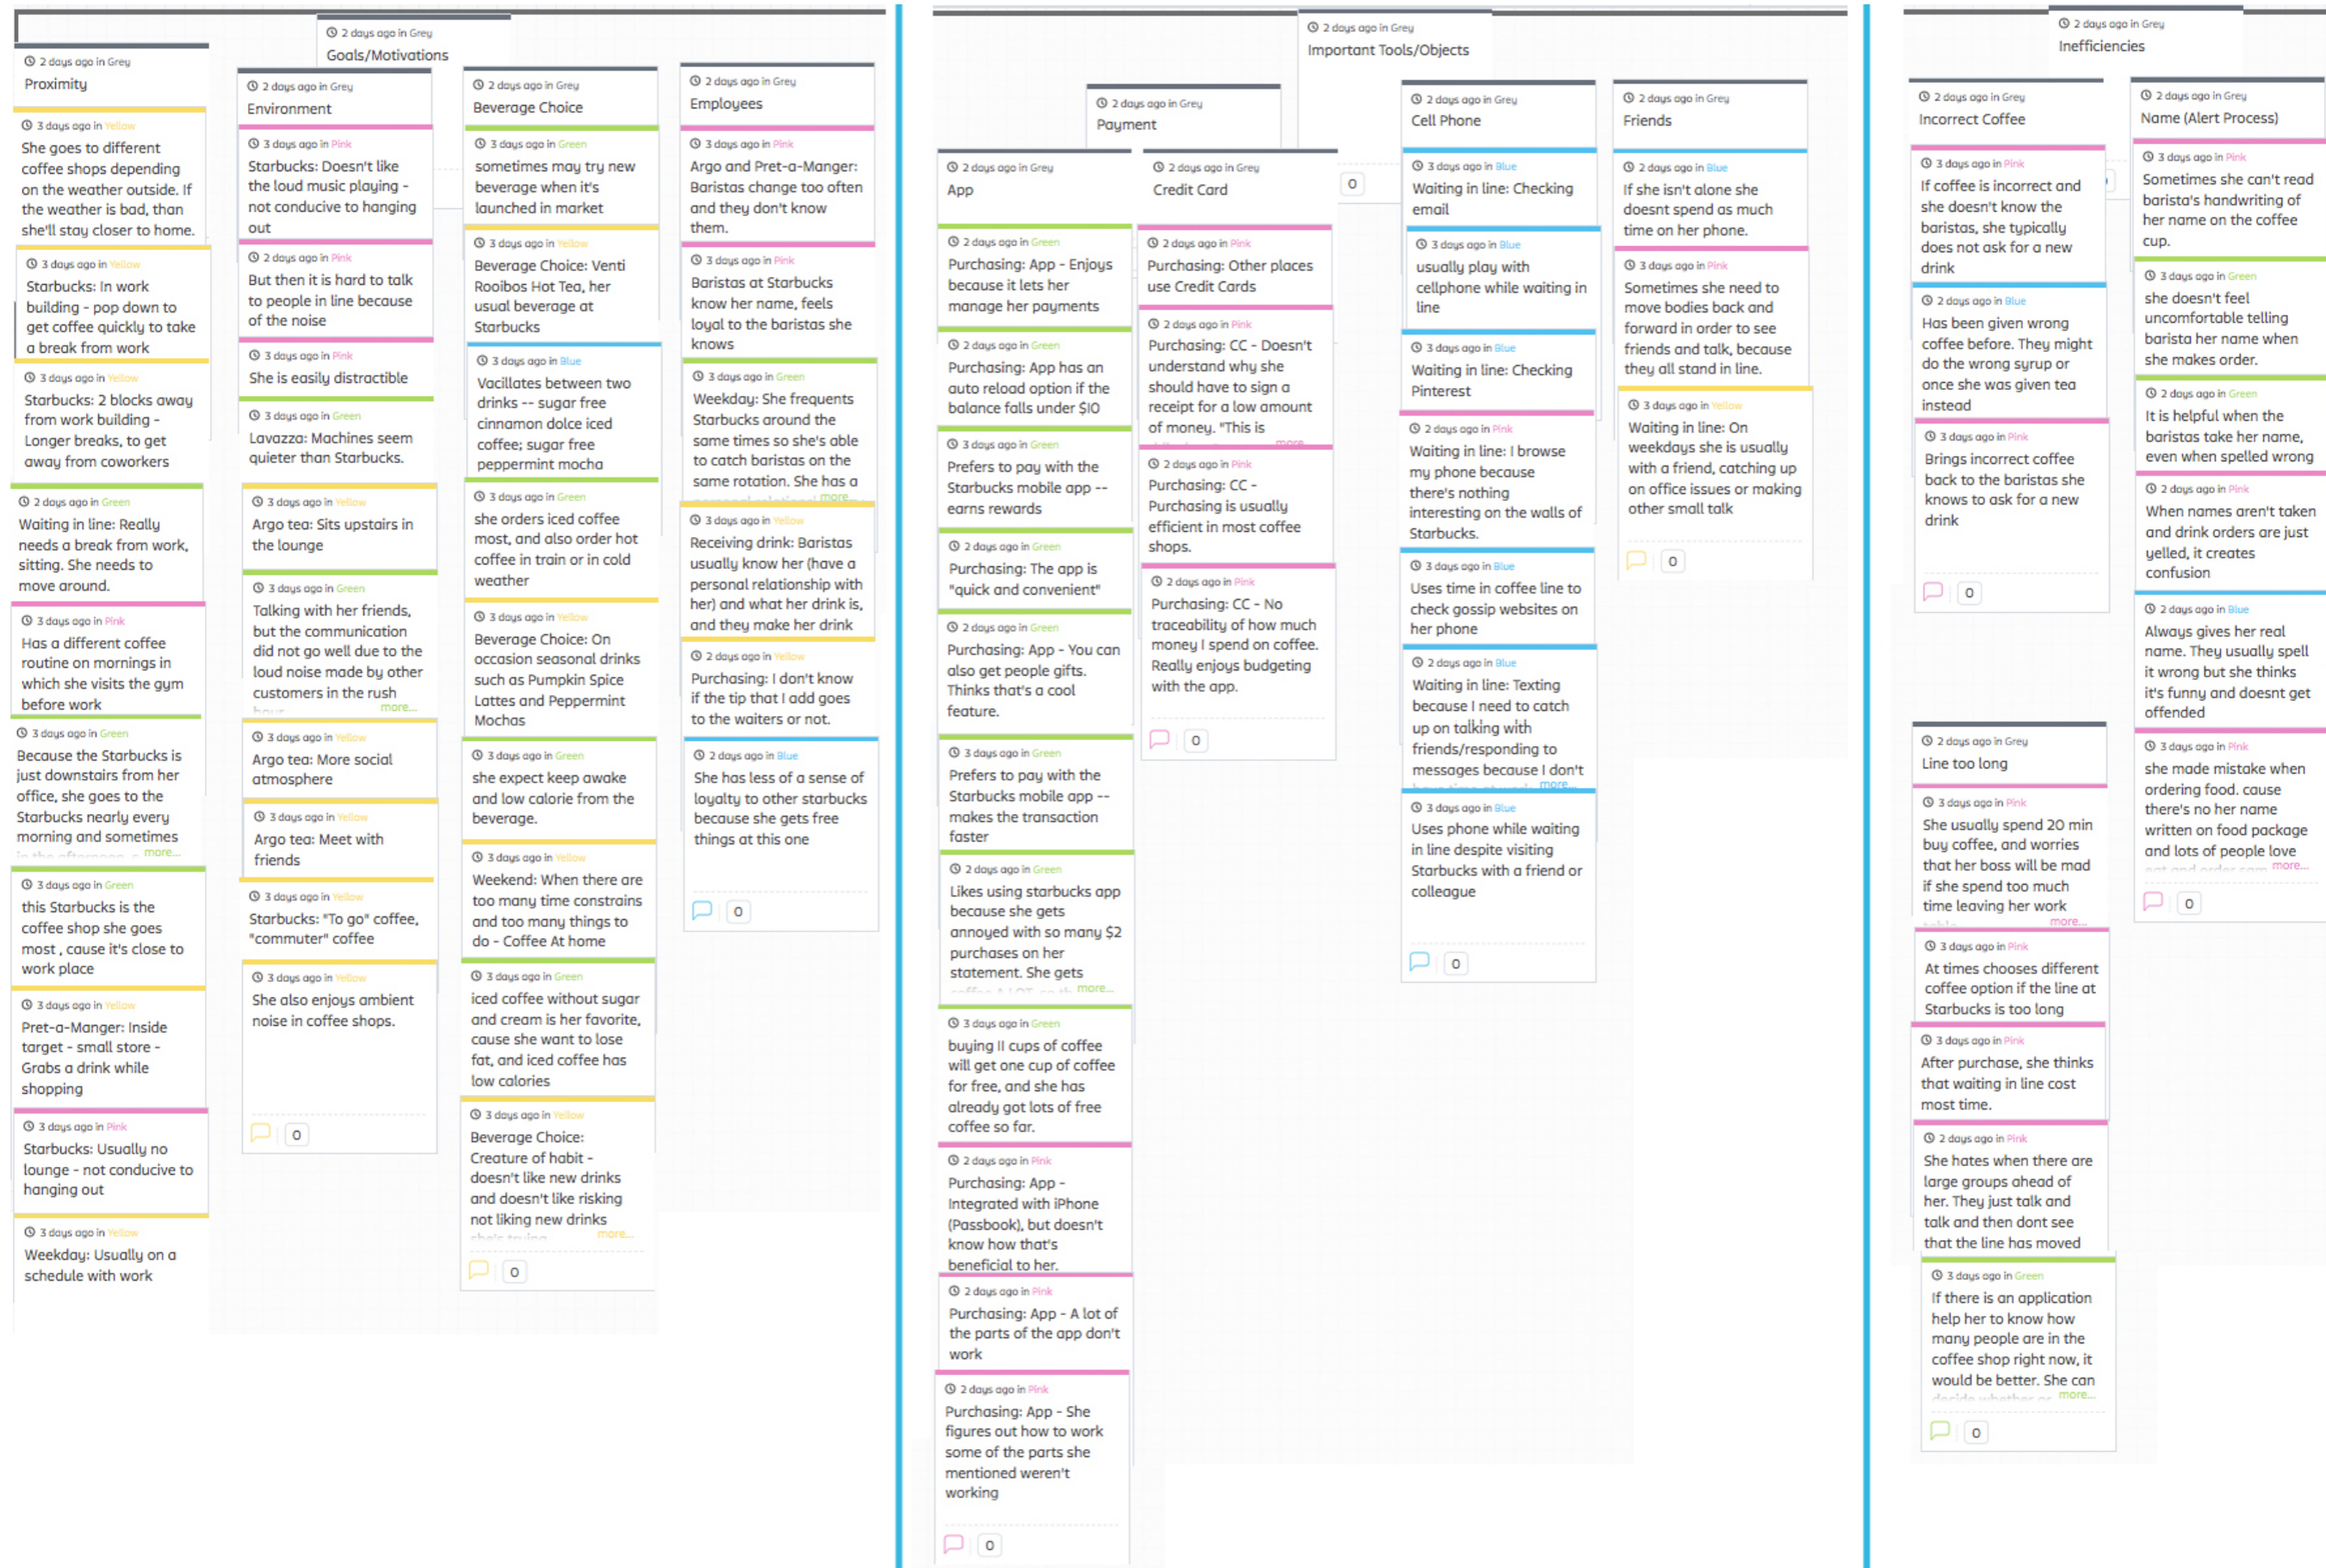 2 days ago in Grey
Goals/Motivations
2 days ago in Grey
Proximity
3 days ago in Yellow
She goes to different
coffee shops depending
on the weather outside. If
the weather is bad, than
she'll stay closer to home.
3 days ago in Yellow
Starbucks: In work
building - pop down to
get coffee quickly to take
a break from work
3 days ago in Yellow
Starbucks: 2 blocks away
from work building -
Longer breaks, to get
away from coworkers
2 days ago in Green
Waiting in line: Really
needs a break from work,
sitting. She needs to
move around.
3 days ago in Pink
Has a different coffee
routine on mornings in
which she visits the gym
before work
3 days ago in Green
Because the Starbucks is
just downstairs from her
office, she goes to the
Starbucks nearly every
morning and sometimes
in the afternoon.
more...
3 days ago in Green
this Starbucks is the
coffee shop she goes
most , cause it's close to
work place
3 days ago in Yellow
Pret-a-Manger: Inside
target - small store -
Grabs a drink while
shopping
3 days ago in Pink
Starbucks: Usually no
lounge - not conducive to
hanging out
3 days ago in Yellow
Weekday: Usually on a
schedule with work
2 days ago in Grey
Environment
3 days ago in Pink
Starbucks: Doesn't like
the loud music playing -
not conducive to hanging
out
2 days ago in Pink
But then it is hard to talk
to people in line because
of the noise
3 days ago in Pink
She is easily distractible
3 days ago in Green
Lavazza: Machines seem
quieter than Starbucks.
3 days ago in Yellow
Argo tea: Sits upstairs in
the lounge
3 days ago in Green
Talking with her friends,
but the communication
did not go well due to the
loud noise made by other
customers in the rush
hour
more...
3 days ago in Yellow
Argo tea: More social
atmosphere
3 days ago in Yellow
Argo tea: Meet with
friends
3 days ago in Yellow
Starbucks: "To go" coffee,
"commuter" coffee
3 days ago in Yellow
She also enjoys ambient
noise in coffee shops.
0
2 days ago in Grey
Beverage Choice
3 days ago in Green
sometimes may try new
beverage when it's
launched in market
3 days ago in Yellow
Beverage Choice: Venti
Rooibos Hot Tea, her
usual beverage at
Starbucks
3 days ago in Blue
Vacillates between two
drinks -- sugar free
cinnamon dolce iced
coffee; sugar free
peppermint mocha
3 days ago in Green
she orders iced coffee
most, and also order hot
coffee in train or in cold
weather
3 days ago in Yellow
Beverage Choice: On
occasion seasonal drinks
such as Pumpkin Spice
Lattes and Peppermint
Mochas
3 days ago in Green
she expect keep awake
and low calorie from the
beverage.
3 days ago in Yellow
Weekend: When there are
too many time constrains
and too many things to
do - Coffee At home
3 days ago in Green
iced coffee without sugar
and cream is her favorite,
cause she want to lose
fat, and iced coffee has
low calories
3 days ago in Yellow
Beverage Choice:
Creature of habit -
doesn't like new drinks
and doesn't like risking
not liking new drinks
she's trying
more...
0
2 days ago in Grey
Employees
3 days ago in Pink
Argo and Pret-a-Manger:
Baristas change too often
and they don't know
them.
3 days ago in Pink
Baristas at Starbucks
know her name, feels
loyal to the baristas she
knows
3 days ago in Green
Weekday: She frequents
Starbucks around the
same times so she's able
to catch baristas on the
same rotation. She has a
more...
3 days ago in Yellow
Receiving drink: Baristas
usually know her (have a
personal relationship with
her) and what her drink is,
and they make her drink
2 days ago in Yellow
Purchasing: I don't know
if the tip that I add goes
to the waiters or not.
2 days ago in Blue
She has less of a sense of
loyalty to other starbucks
because she gets free
things at this one
0
2 days ago in Grey
Important Tools/Objects
2 days ago in Grey
Payment
0
2 days ago in Grey
App
2 days ago in Green
Purchasing: App - Enjoys
because it lets her
manage her payments
2 days ago in Green
Purchasing: App has an
auto reload option if the
balance falls under $10
3 days ago in Green
Prefers to pay with the
Starbucks mobile app --
earns rewards
2 days ago in Green
Purchasing: The app is
"quick and convenient"
2 days ago in Green
Purchasing: App - You can
also get people gifts.
Thinks that's a cool
feature.
3 days ago in Green
Prefers to pay with the
Starbucks mobile app --
makes the transaction
faster
2 days ago in Green
Likes using starbucks app
because she gets
annoyed with so many $2
purchases on her
statement. She gets
more...
3 days ago in Green
buying 11 cups of coffee
will get one cup of coffee
for free, and she has
already got lots of free
coffee so far.
2 days ago in Pink
Purchasing: App -
Integrated with iPhone
(Passbook), but doesn't
know how that's
beneficial to her.
2 days ago in Pink
Purchasing: App - A lot of
the parts of the app don't
work
2 days ago in Pink
Purchasing: App - She
figures out how to work
some of the parts she
mentioned weren't
working
0
2 days ago in Grey
Credit Card
2 days ago in Pink
Purchasing: Other places
use Credit Cards
2 days ago in Pink
Purchasing: CC - Doesn't
understand why she
should have to sign a
receipt for a low amount
of money. "This is
more...
2 days ago in Pink
Purchasing: CC -
Purchasing is usually
efficient in most coffee
shops.
2 days ago in Pink
Purchasing: CC - No
traceability of how much
money I spend on coffee.
Really enjoys budgeting
with the app.
0
2 days ago in Grey
Cell Phone
3 days ago in Blue
Waiting in line: Checking
email
3 days ago in Blue
usually play with
cellphone while waiting in
line
3 days ago in Blue
Waiting in line: Checking
Pinterest
2 days ago in Pink
Waiting in line: I browse
my phone because
there's nothing
interesting on the walls of
Starbucks.
3 days ago in Blue
Uses time in coffee line to
check gossip websites on
her phone
2 days ago in Blue
Waiting in line: Texting
because I need to catch
up on talking with
friends/responding to
messages because I don't
more...
3 days ago in Blue
Uses phone while waiting
in line despite visiting
Starbucks with a friend or
colleague
0
2 days ago in Grey
Friends
2 days ago in Blue
If she isn't alone she
doesnt spend as much
time on her phone.
3 days ago in Pink
Sometimes she need to
move bodies back and
forward in order to see
friends and talk, because
they all stand in line.
3 days ago in Yellow
Waiting in line: On
weekdays she is usually
with a friend, catching up
on office issues or making
other small talk
0
2 days ago in Grey
Inefficiencies
2 days ago in Grey
Incorrect Coffee
3 days ago in Pink
If coffee is incorrect and
she doesn't know the
baristas, she typically
does not ask for a new
drink
2 days ago in Blue
Has been given wrong
coffee before. They might
do the wrong syrup or
once she was given tea
instead
3 days ago in Pink
Brings incorrect coffee
back to the baristas she
knows to ask for a new
drink
0
2 days ago in Grey
Line too long
3 days ago in Pink
She usually spend 20 min
buy coffee, and worries
that her boss will be mad
if she spend too much
time leaving her work
table
more...
3 days ago in Pink
At times chooses different
coffee option if the line at
Starbucks is too long
3 days ago in Pink
After purchase, she thinks
that waiting in line cost
most time.
2 days ago in Pink
She hates when there are
large groups ahead of
her. They just talk and
talk and then dont see
that the line has moved
3 days ago in Green
If there is an application
help her to know how
many people are in the
coffee shop right now, it
would be better. She can
decide whether or
more...
0
2 days ago in Grey
Name (Alert Process)
3 days ago in Pink
Sometimes she can't read
barista's handwriting of
her name on the coffee
cup.
3 days ago in Green
she doesn't feel
uncomfortable telling
barista her name when
she makes order.
2 days ago in Green
It is helpful when the
baristas take her name,
even when spelled wrong
2 days ago in Pink
When names aren't taken
and drink orders are just
yelled, it creates
confusion
2 days ago in Blue
Always gives her real
name. They usually spell
it wrong but she thinks
it's funny and doesnt get
offended
3 days ago in Pink
she made mistake when
ordering food. cause
there's no her name
written on food package
and lots of people love
eat and order sam
more...
0